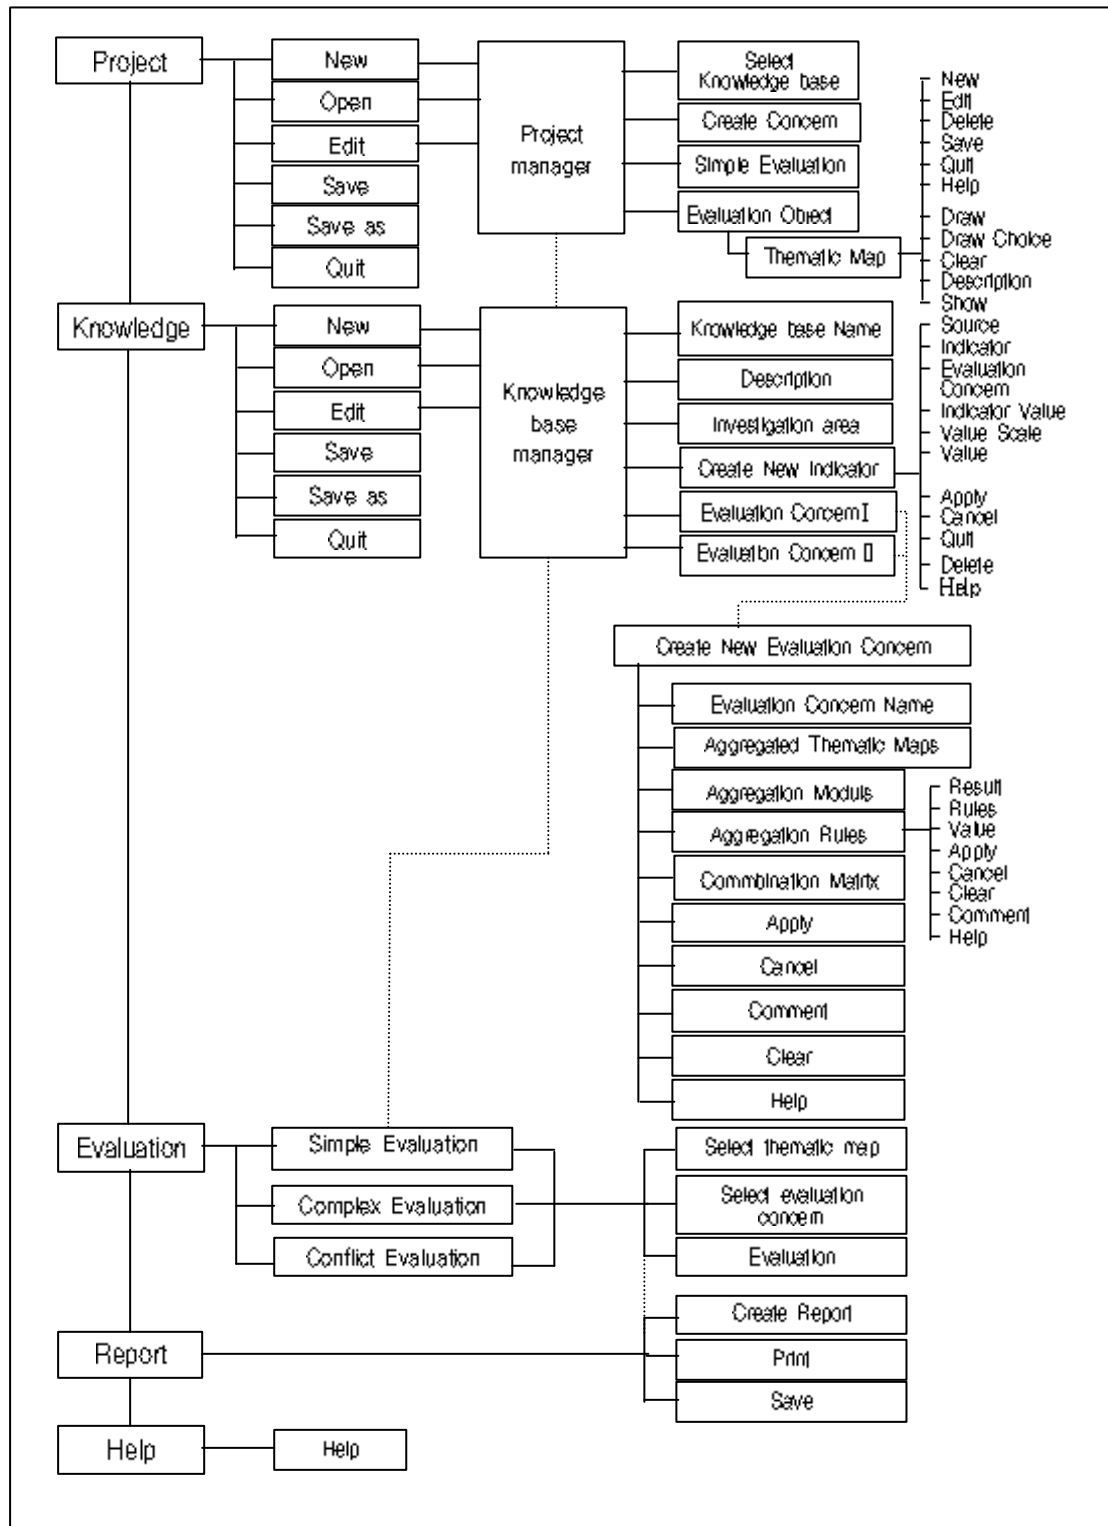 Project
New
Open
Edit
Save
Save as
Quit
Project
manager
Select
Knowledge base
Create Concern
Simple Evaluation
Evaluation Object
Thematic Map
New
Edit
Delete
Save
Quit
Help
Draw
Draw Choice
Clear
Description
Show
Knowledge
New
Open
Edit
Save
Save as
Quit
Knowledge
base
manager
Knowledge base Name
Description
Investigation area
Create New Indicator
Evaluation Concern I
Evaluation Concern II
Source
Indicator
Evaluation
Concern
Indicator Value
Value Scale
Value
Apply
Cancel
Quit
Delete
Help
Create New Evaluation Concern
Evaluation Concern Name
Aggregated Thematic Maps
Aggregation Moduls
Aggregation Rules
Commbination Matrix
Apply
Cancel
Comment
Clear
Help
Result
Rules
Value
Apply
Cancel
Clear
Comment
Help
Evaluation
Simple Evaluation
Complex Evaluation
Conflict Evaluation
Select thematic map
Select evaluation
concern
Evaluation
Report
Create Report
Print
Save
Help
Help